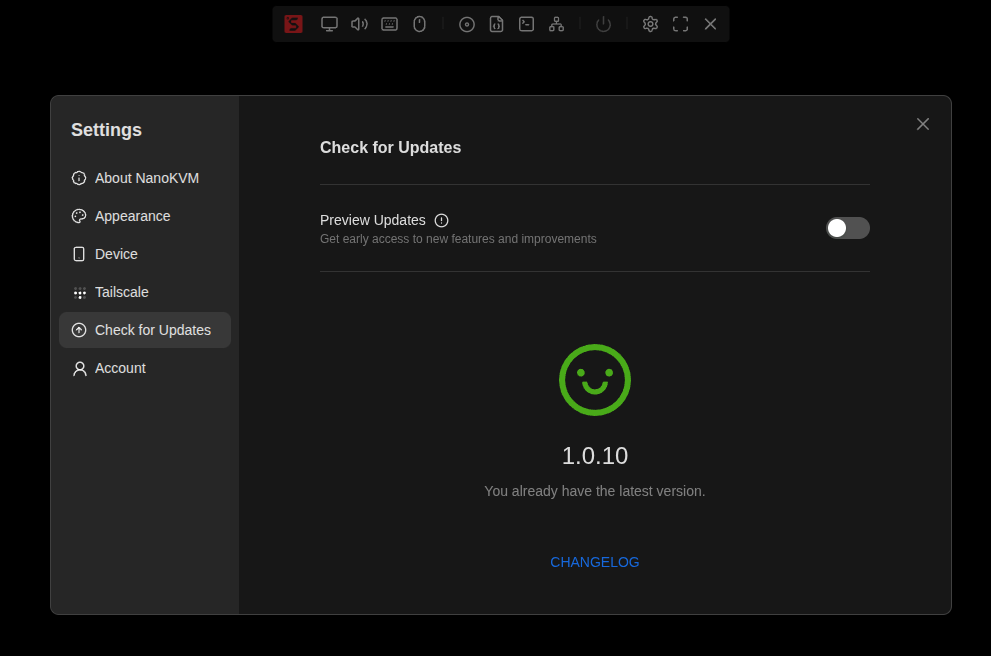 Settings
About NanoKVM
Appearance
Device
Tailscale
Check for Updates
Account
Check for Updates
Preview Updates
Get early access to new features and improvements
1.0.10
You already have the latest version.
CHANGELOG